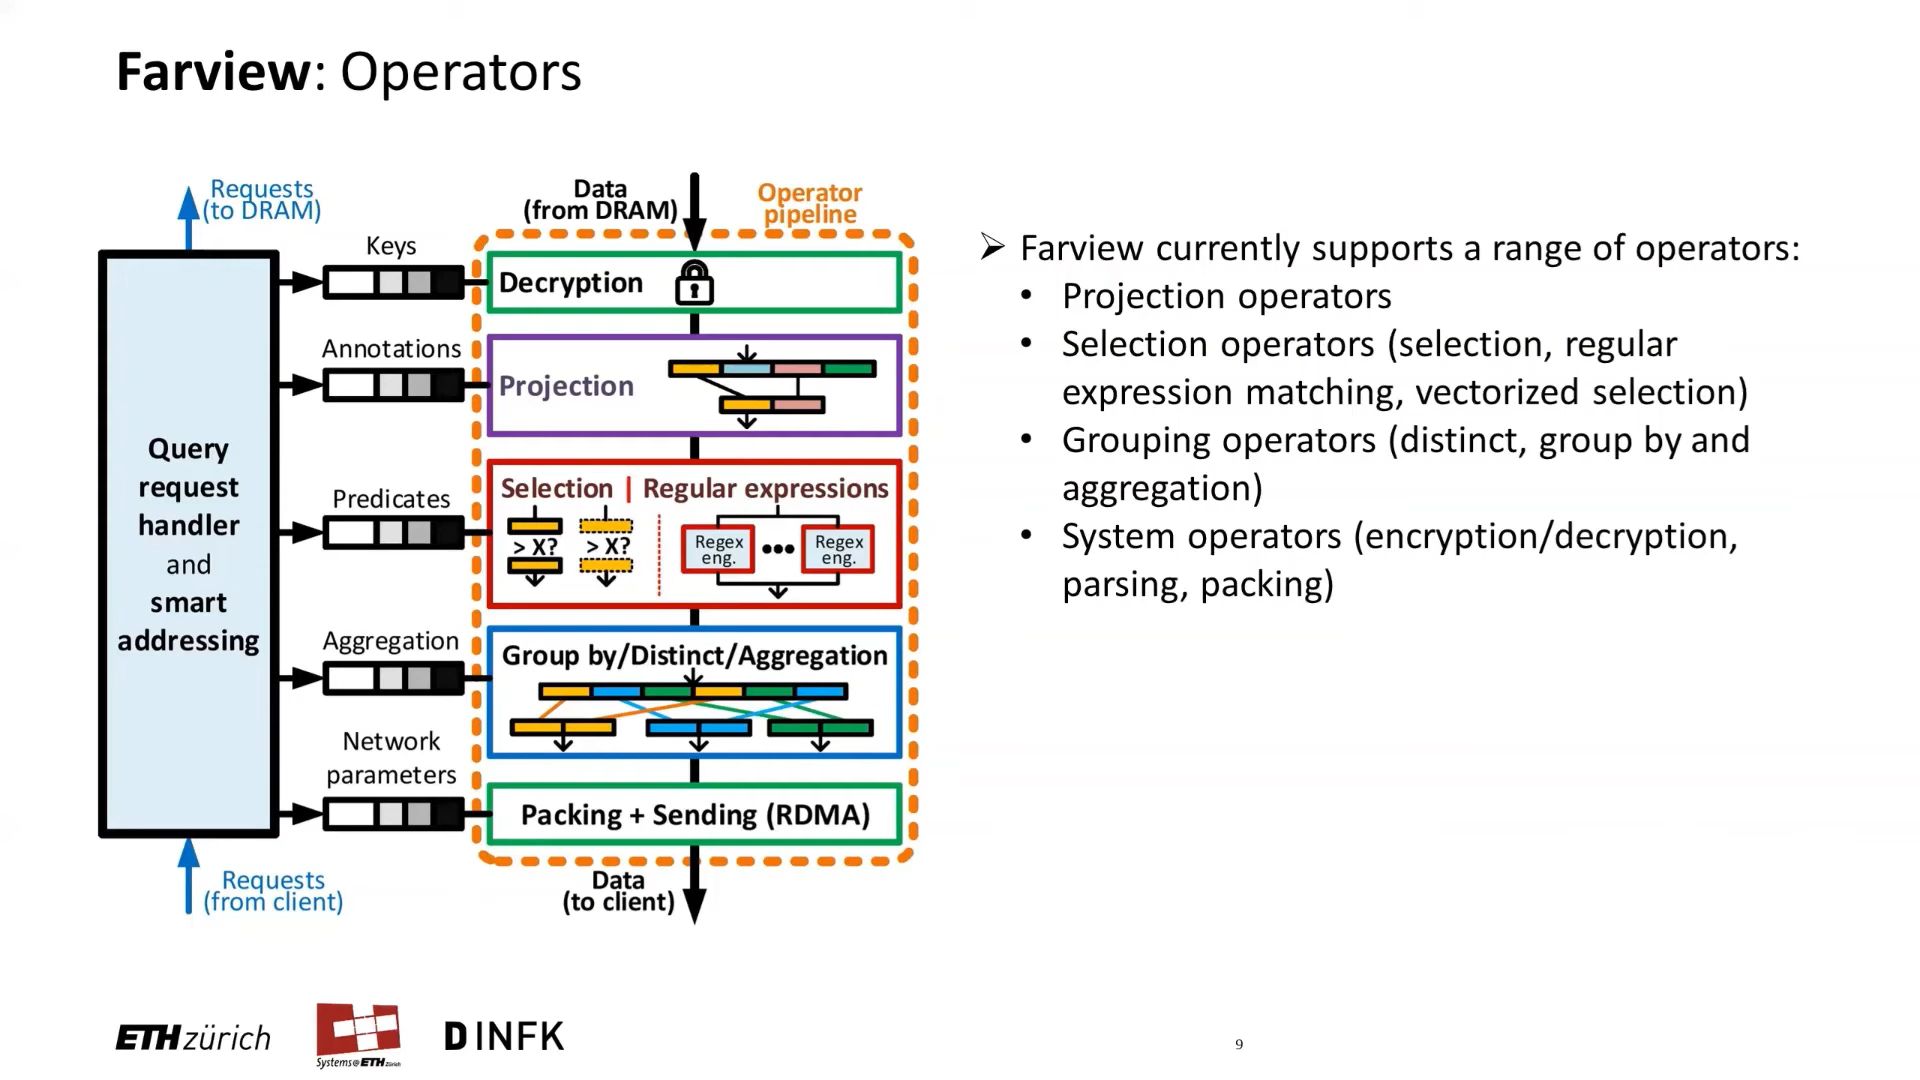 Farview: Operators
Requests
(to DRAM)
Data
(from DRAM)
Operator
pipeline
Keys
Decryption
Annotations
Projection
Query
request
handler
and
smart
addressing
Predicates
Selection | Regular expressions
> X?
> X?
Regex
eng.
Regex
eng.
Aggregation
Group by/Distinct/Aggregation
Network
parameters
Packing + Sending (RDMA)
Requests
(from client)
Data
(to client)
Farview currently supports a range of operators:
• Projection operators
• Selection operators (selection, regular
expression matching, vectorized selection)
• Grouping operators (distinct, group by and
aggregation)
• System operators (encryption/decryption,
parsing, packing)
ETH zürich
Systems@ETH Zürich
D INFK
9